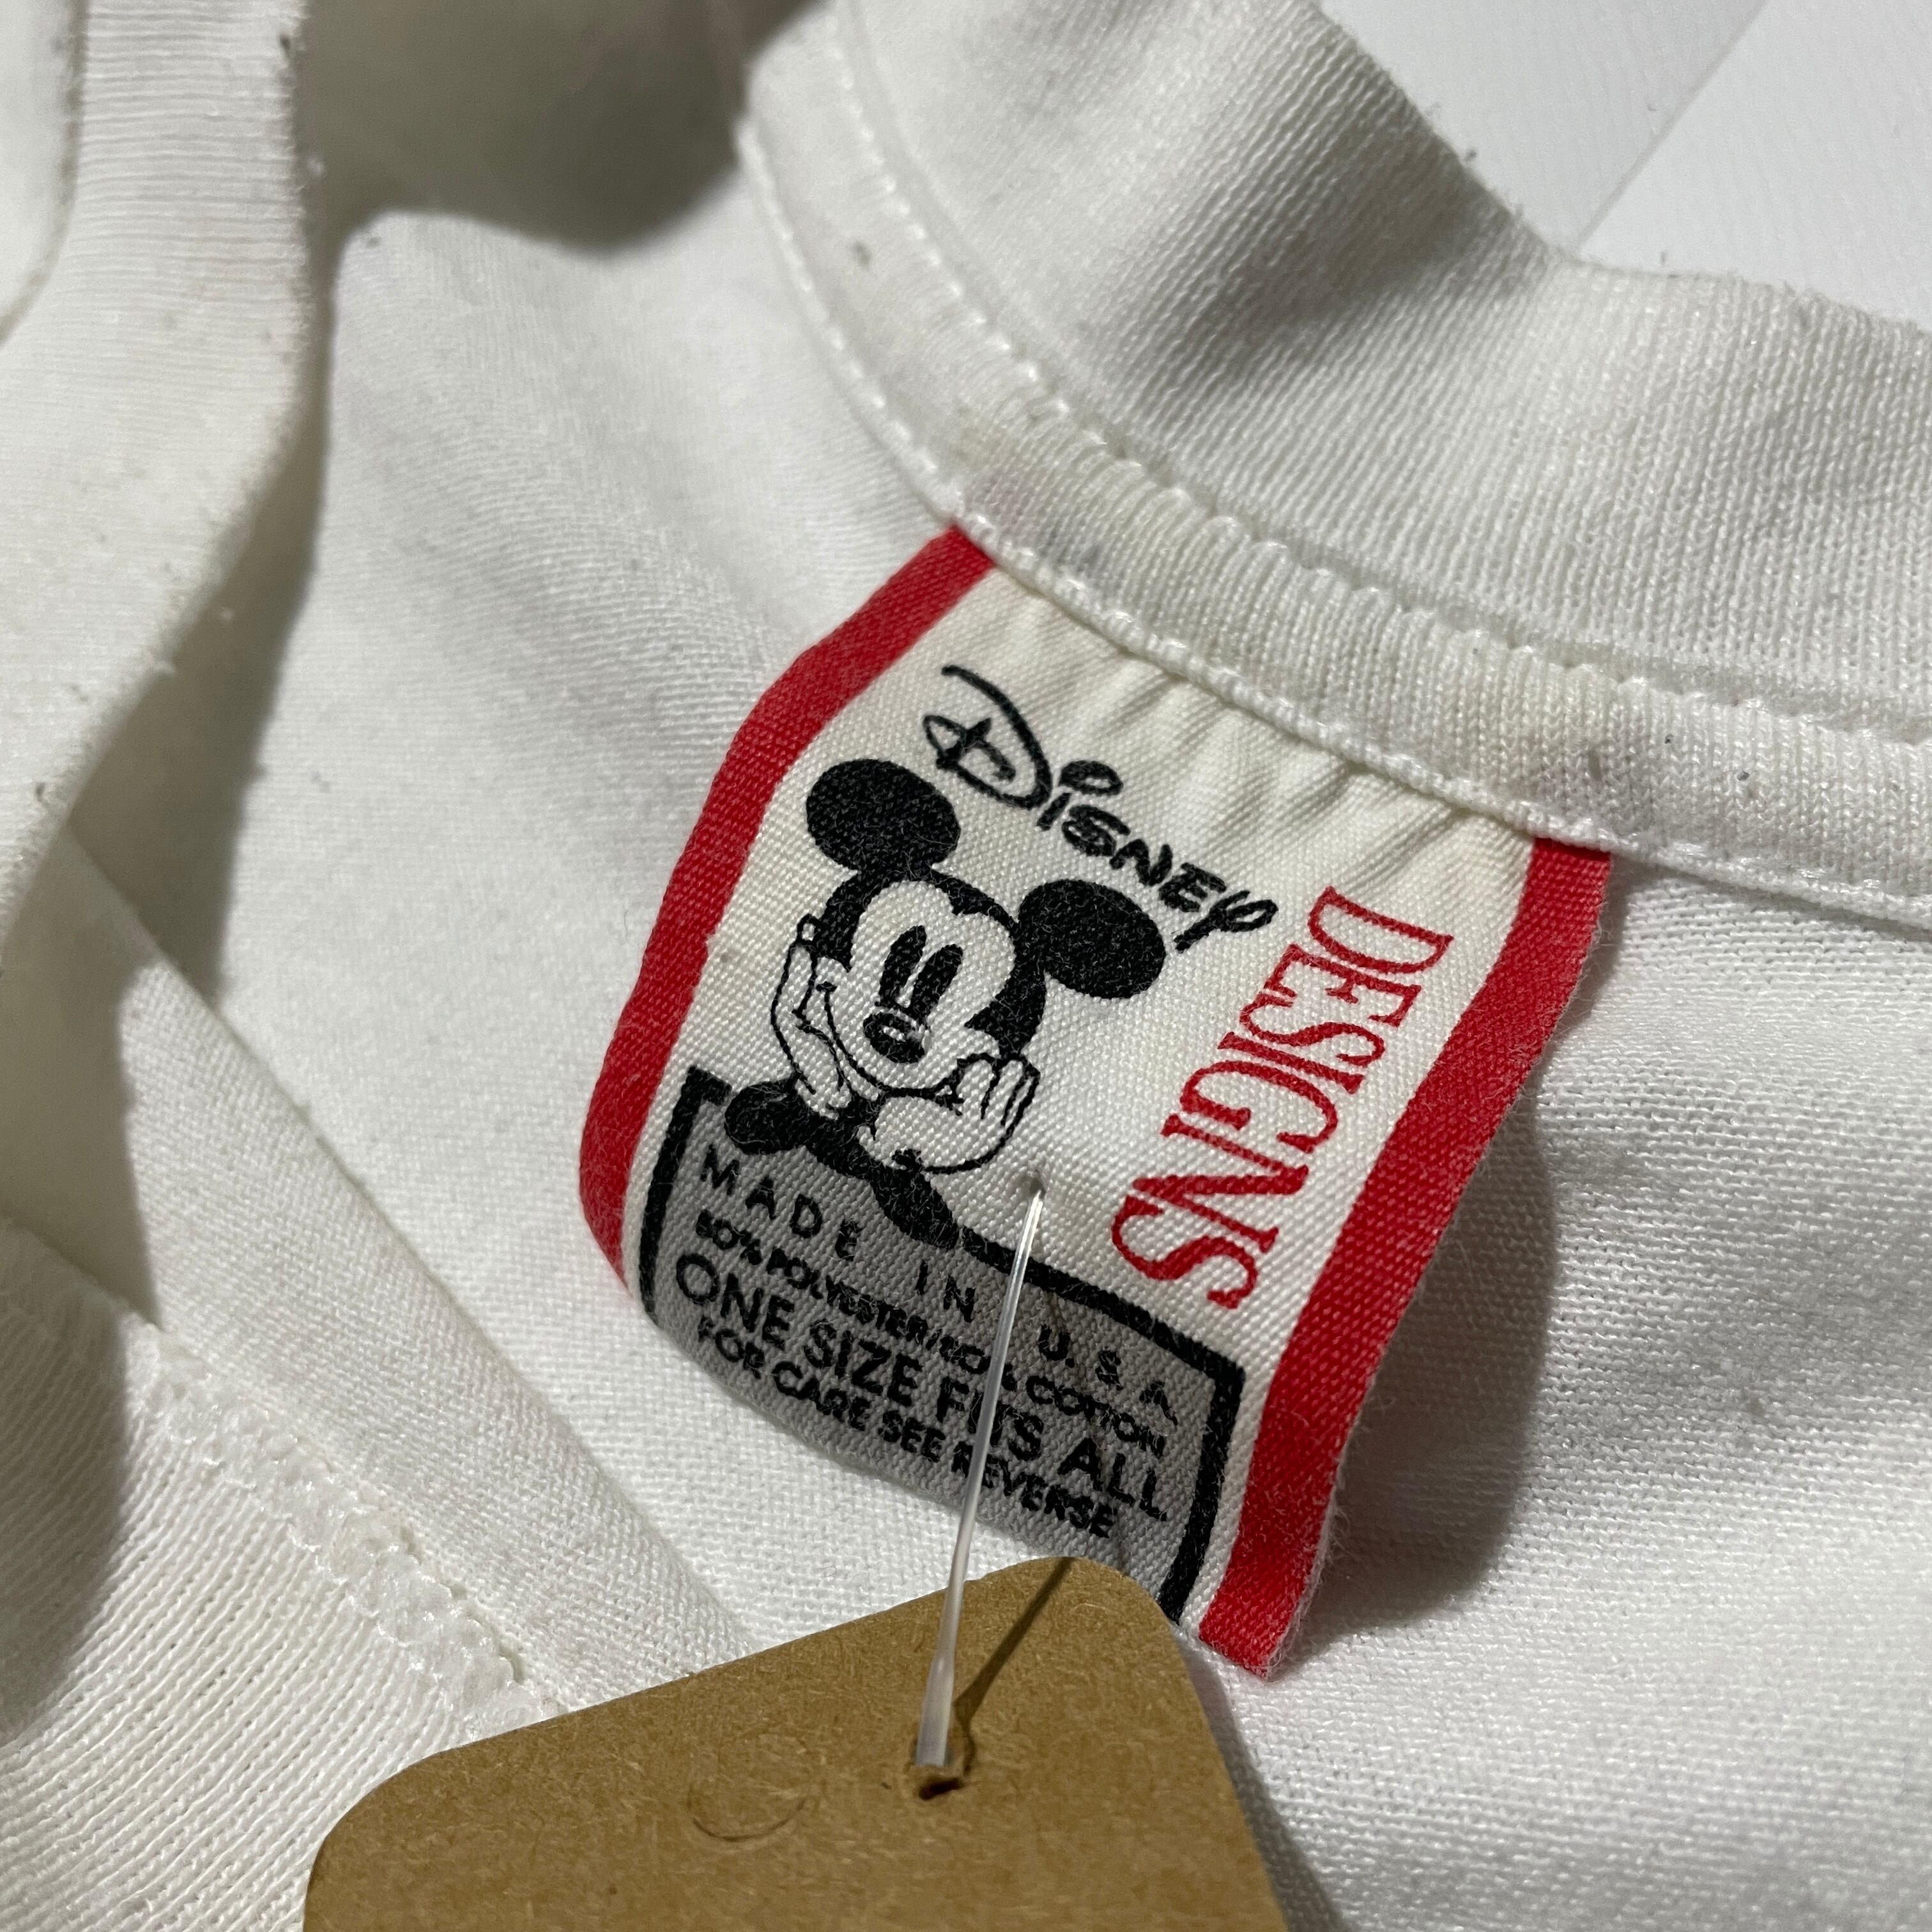 Disney
DESIGNS
MADE IN U.S.A
50% POLYESTER/50% COTTON
ONE SIZE FITS ALL
FOR CARE SEE REVERSE